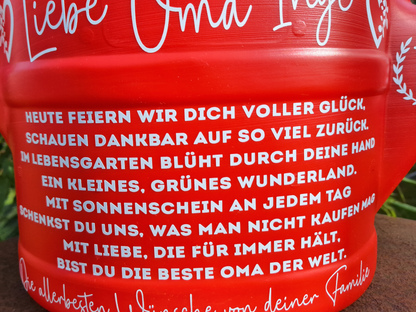 Liebe Oma Inge
HEUTE FEIERN WIR DICH VOLLER GLÜCK,
SCHAUEN DANKBAR AUF SO VIEL ZURÜCK.
IM LEBENSGARTEN BLÜHT DURCH DEINE HAND
EIN KLEINES, GRÜNES WUNDERLAND.
MIT SONNENSCHEIN AN JEDEM TAG
SCHENKST DU UNS, WAS MAN NICHT KAUFEN MAG
MIT LIEBE, DIE FÜR IMMER HÄLT,
BIST DU DIE BESTE OMA DER WELT.
Die allerbesten Wünsche von deiner Familie